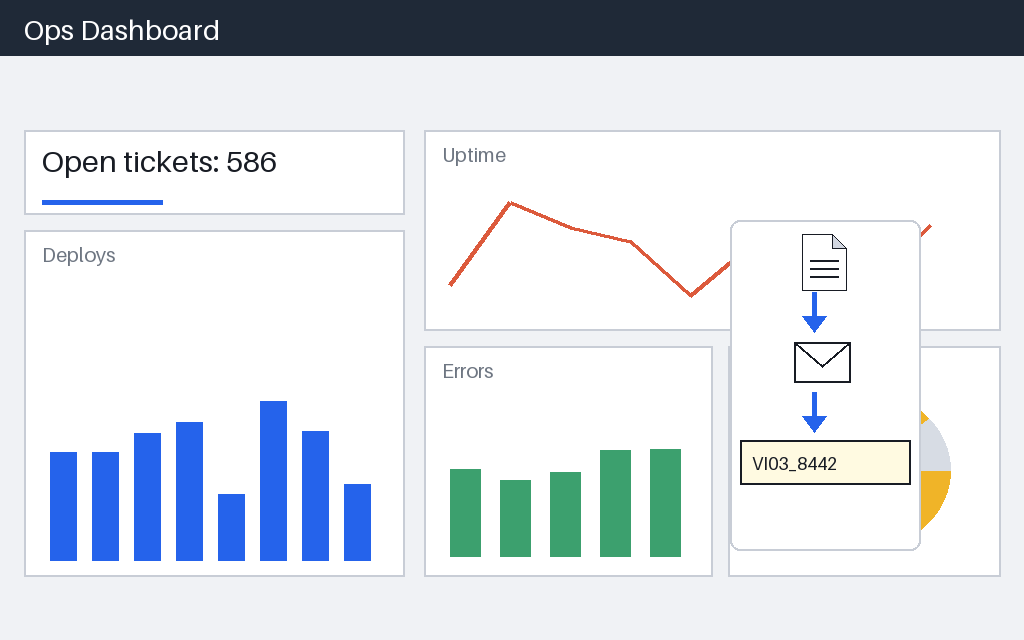 Ops Dashboard
Open tickets: 586
Uptime
Deploys
Errors
VI03_8442